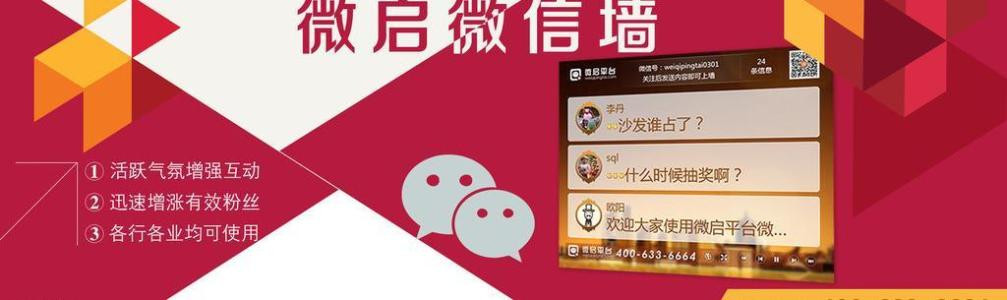 微启微信墙
① 活跃气氛增强互动
② 迅速增涨有效粉丝
③ 各行各业均可使用
微启平台
微信号：weiqipingtai0301
关注后发送内容即可上墙
24
条信息
李丹
沙发谁占了？
sql
什么时候抽奖啊？
欧阳
欢迎大家使用微启平台微...
微启平台 400-633-6664